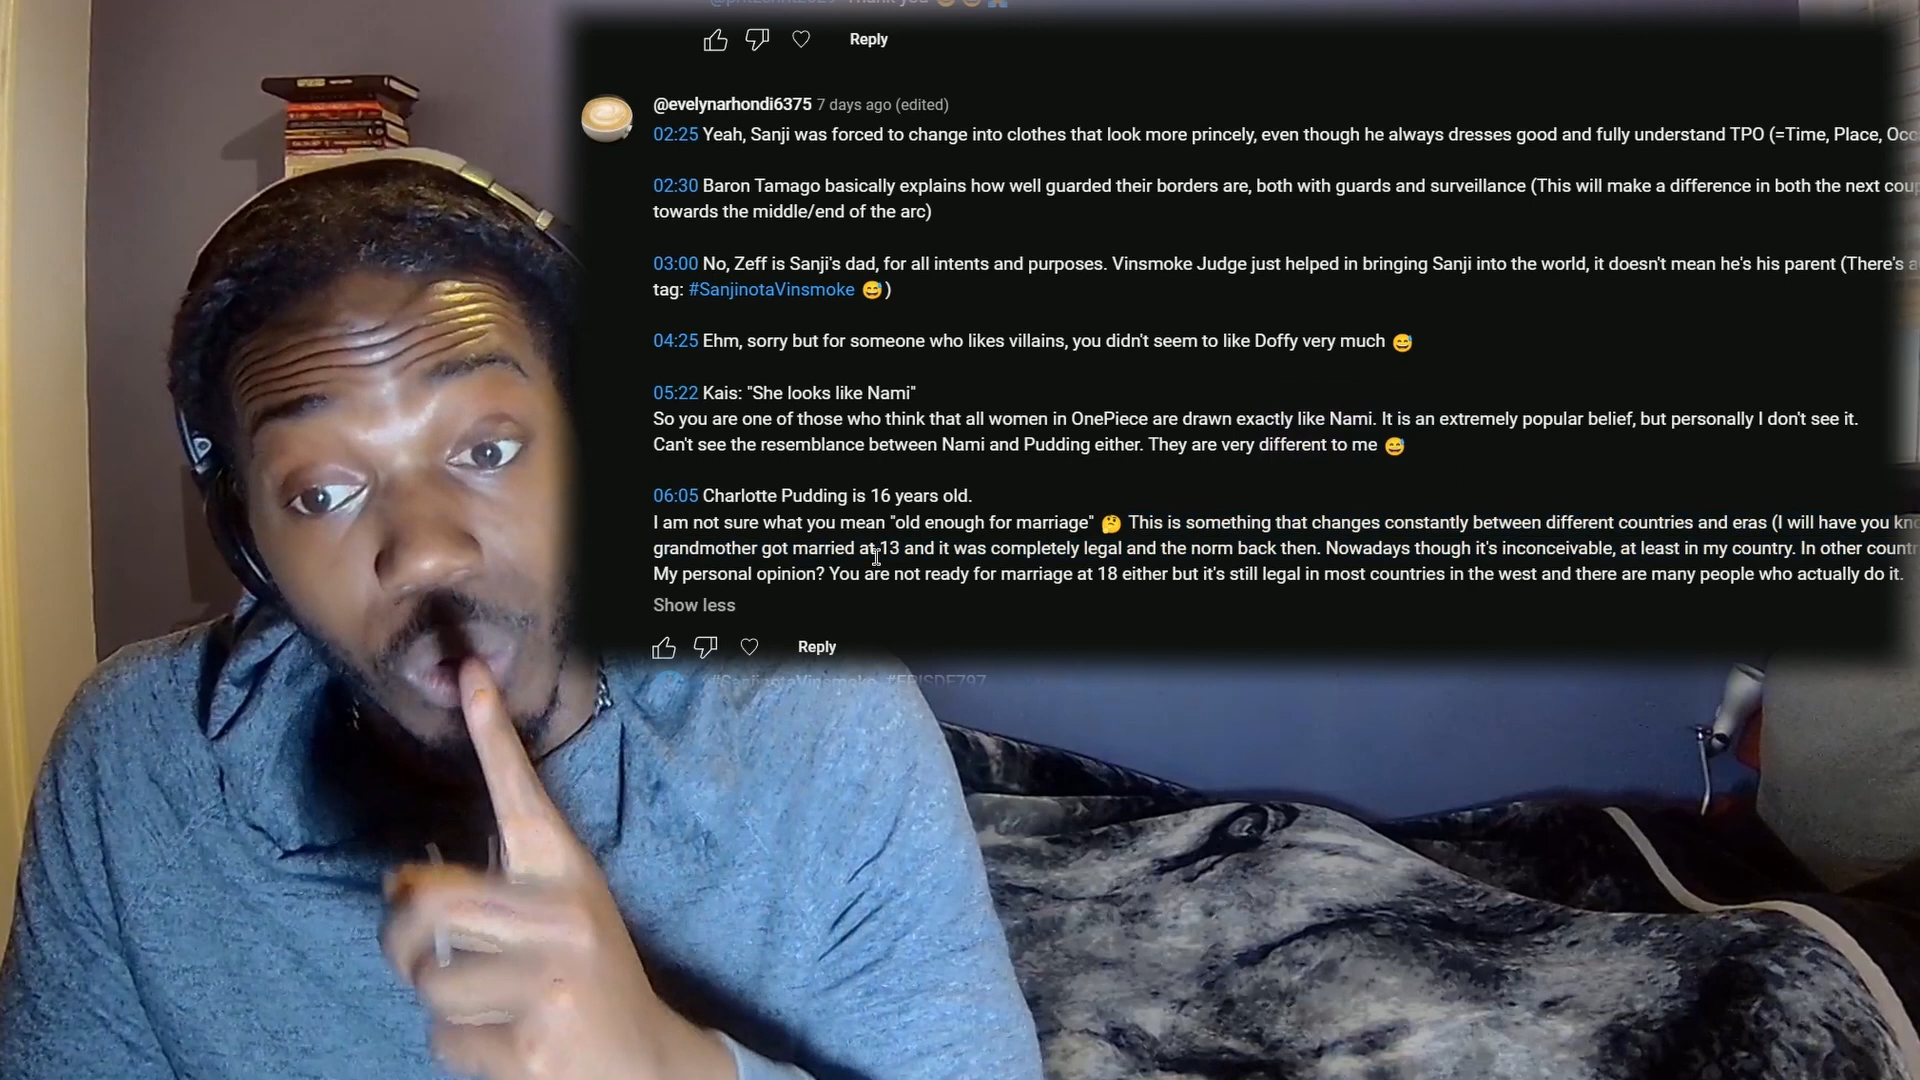 Reply
@evelynarhondi6375 7 days ago (edited)
02:25 Yeah, Sanji was forced to change into clothes that look more princely, even though he always dresses good and fully understand TPO (=Time, Place,
02:30 Baron Tamago basically explains how well guarded their borders are, both with guards and surveillance (This will make a difference in both the next
towards the middle/end of the arc)
03:00 No, Zeff is Sanji's dad, for all intents and purposes. Vinsmoke Judge just helped in bringing Sanji into the world, it doesn't mean he's his parent (There's
tag: #SanjinotaVinsmoke 😅)
04:25 Ehm, sorry but for someone who likes villains, you didn't seem to like Doffy very much 😅
05:22 Kais: "She looks like Nami"
So you are one of those who think that all women in OnePiece are drawn exactly like Nami. It is an extremely popular belief, but personally I don't see it.
Can't see the resemblance between Nami and Pudding either. They are very different to me 😅
06:05 Charlotte Pudding is 16 years old.
I am not sure what you mean "old enough for marriage" 🤔 This is something that changes constantly between different countries and eras (I will have you
grandmother got married at 13 and it was completely legal and the norm back then. Nowadays though it's inconceivable, at least in my country. In other
My personal opinion? You are not ready for marriage at 18 either but it's still legal in most countries in the west and there are many people who actually do it.
Show less
Reply
#SanjinotaVinsmoke